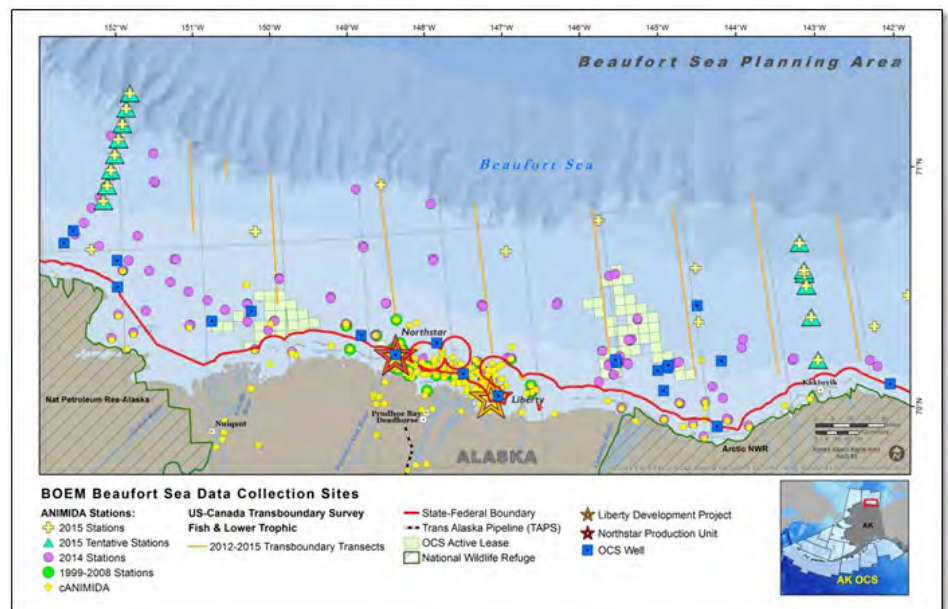 152°W 151°W 150°W 149°W 148°W 147°W 146°W 145°W 144°W 143°W 142°W
Beaufort Sea Planning Area
Beaufort Sea
71°N
Northstar
Liberty
Kaktovik
70°N
Nat Petroleum Res-Alaska
Nuiqsut
Prudhoe Bay
Deadhorse
ALASKA
Arctic NWR
BOEM Beaufort Sea Data Collection Sites
ANIMIDA Stations:
2015 Stations
2015 Tentative Stations
2014 Stations
1999-2008 Stations
cANIMIDA
US-Canada Transboundary Survey
Fish & Lower Trophic
2012-2015 Transboundary Transects
State-Federal Boundary
Trans Alaska Pipeline (TAPS)
OCS Active Lease
National Wildlife Refuge
Liberty Development Project
Northstar Production Unit
OCS Well
AK
AK OCS